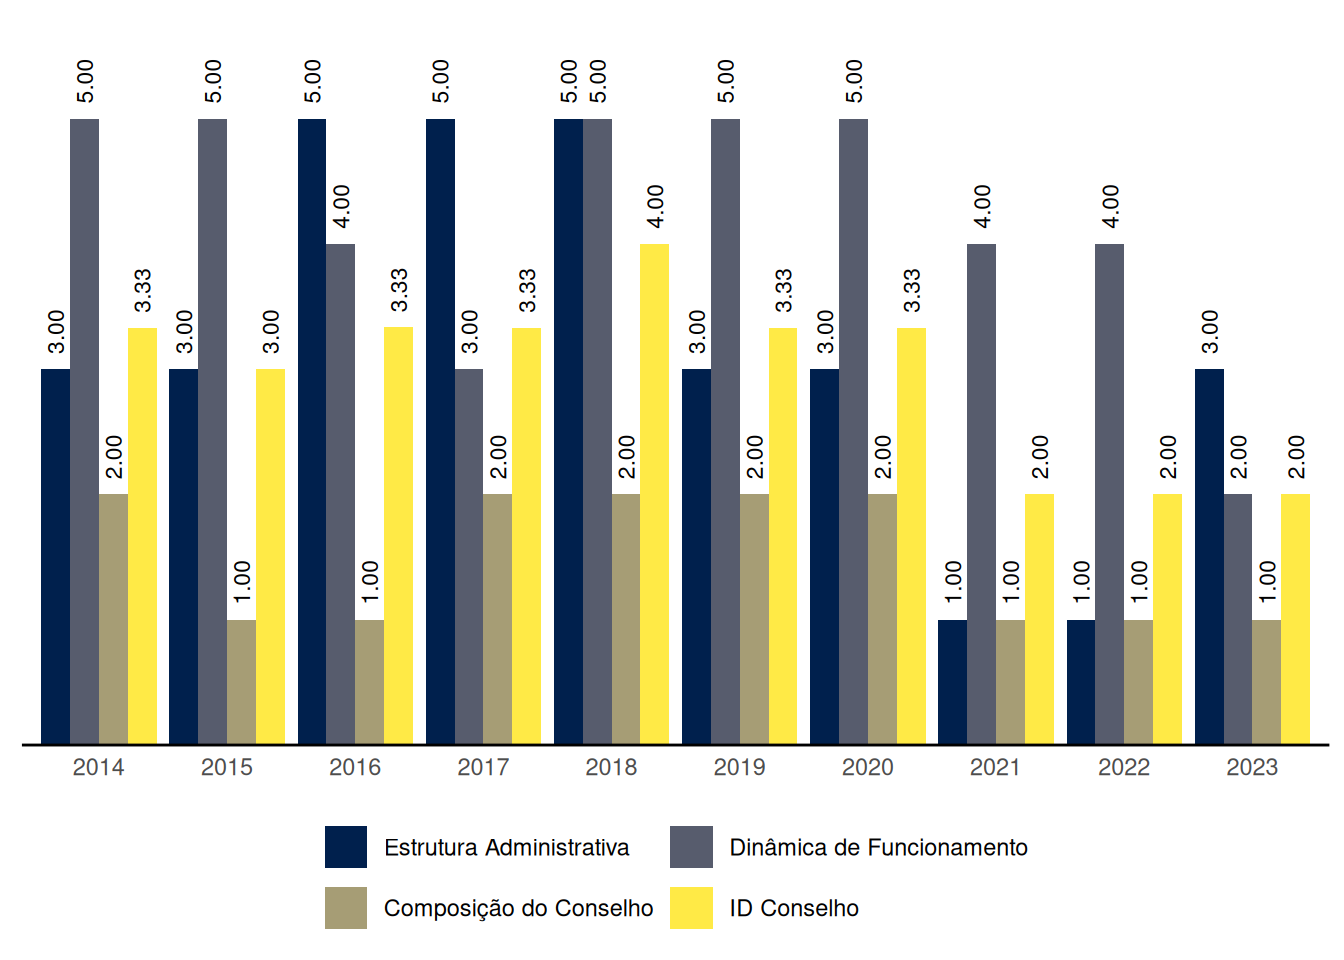 5.00 5.00 5.00 5.00 5.00 5.00 5.00 5.00
4.00 4.00 4.00 4.00
3.33 3.33 3.33 3.33 3.33
3.00 3.00 3.00 3.00 3.00 3.00 3.00
2.00 2.00 2.00 2.00 2.00 2.00 2.00 2.00 2.00
1.00 1.00 1.00 1.00 1.00 1.00 1.00
2014 2015 2016 2017 2018 2019 2020 2021 2022 2023
Estrutura Administrativa Dinâmica de Funcionamento
Composição do Conselho ID Conselho